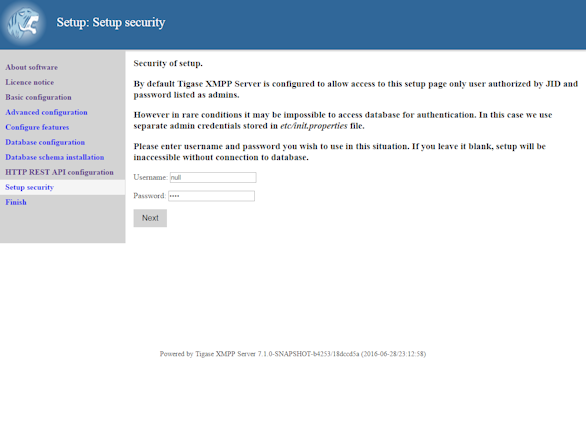 Setup: Setup security
About software
Licence notice
Basic configuration
Advanced configuration
Configure features
Database configuration
Database schema installation
HTTP REST API configuration
Setup security
Finish
Security of setup.
By default Tigase XMPP Server is configured to allow access to this setup page only user authorized by JID and
password listed as admins.
However in rare conditions it may be impossible to access database for authentication. In this case we use
separate admin credentials stored in etc/init.properties file.
Please enter username and password you wish to use in this situation. If you leave it blank, setup will be
inaccessible without connection to database.
Username: null
Password: ••••
Next
Powered by Tigase XMPP Server 7.1.0-SNAPSHOT-b4253/18dccd5a (2016-06-28/23:12:58)